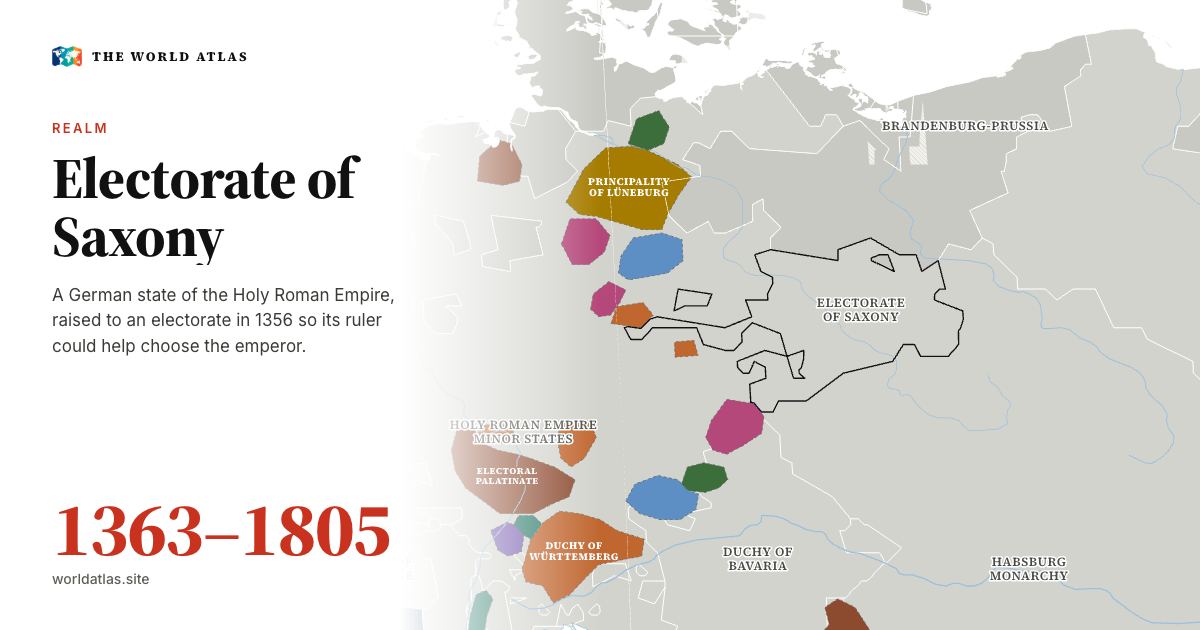 THE WORLD ATLAS
REALM
Electorate of
Saxony
A German state of the Holy Roman Empire,
raised to an electorate in 1356 so its ruler
could help choose the emperor.
1363–1805
worldatlas.site
BRANDENBURG-PRUSSIA
PRINCIPALITY
OF LÜNEBURG
ELECTORATE
OF SAXONY
HOLY ROMAN EMPIRE
MINOR STATES
ELECTORAL
PALATINATE
DUCHY OF
WÜRTTEMBERG
DUCHY OF
BAVARIA
HABSBURG
MONARCHY